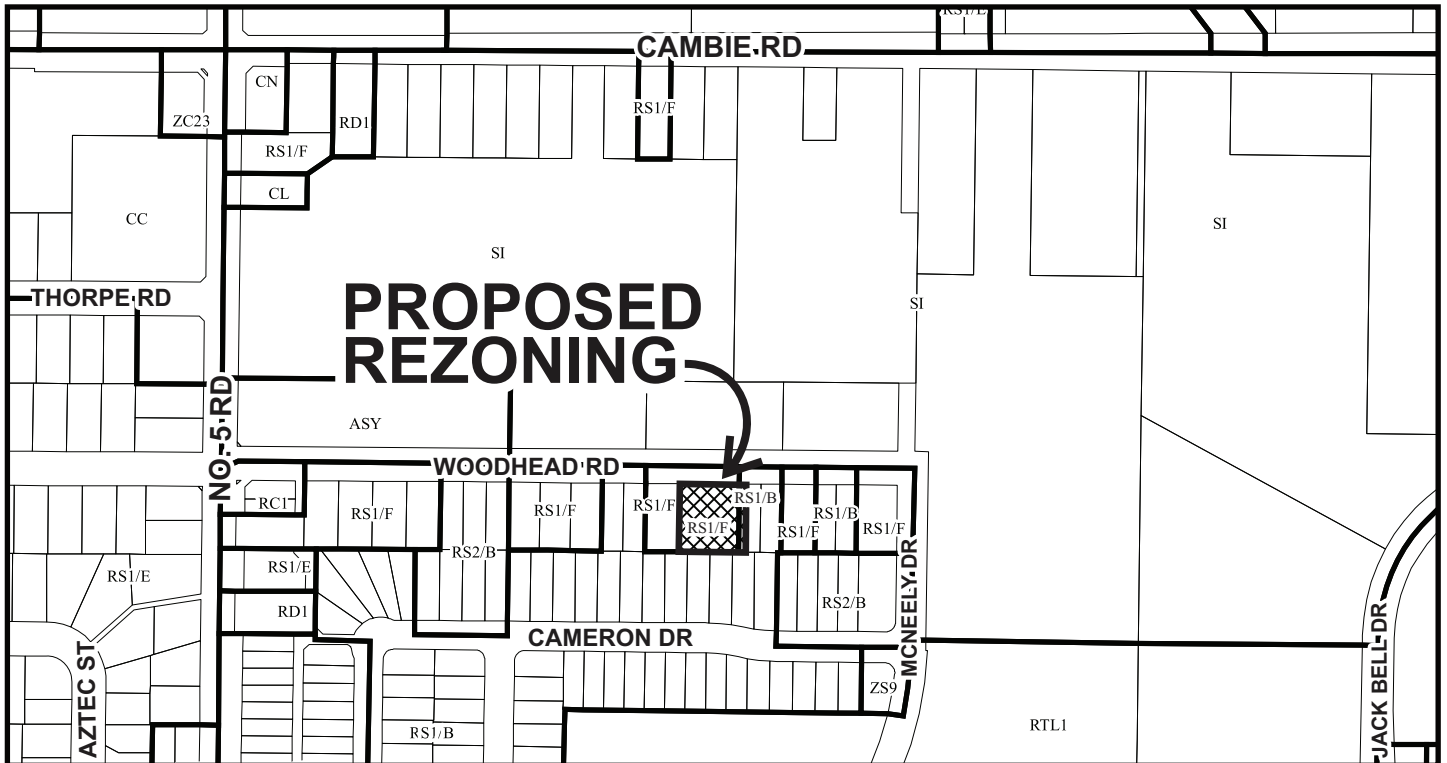 RS1/E
CAMBIE RD
CN
ZC23
RD1
RS1/F
RS1/F
CL
CC
SI
SI
SI
THORPE RD
PROPOSED
REZONING
NO. 5 RD
ASY
WOODHEAD RD
RC1
RS1/F
RS2/B
RS1/F
RS1/F
RS1/F
RS1/B
RS1/F
RS1/B
RS1/F
RS1/E
RS1/E
RD1
RS2/B
MCNEELY DR
CAMERON DR
AZTEC ST
RS1/B
ZS9
RTL1
JACK BELL DR